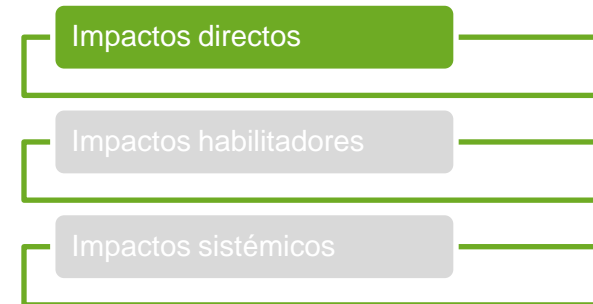 Impactos directos
Impactos habilitadores
Impactos sistémicos